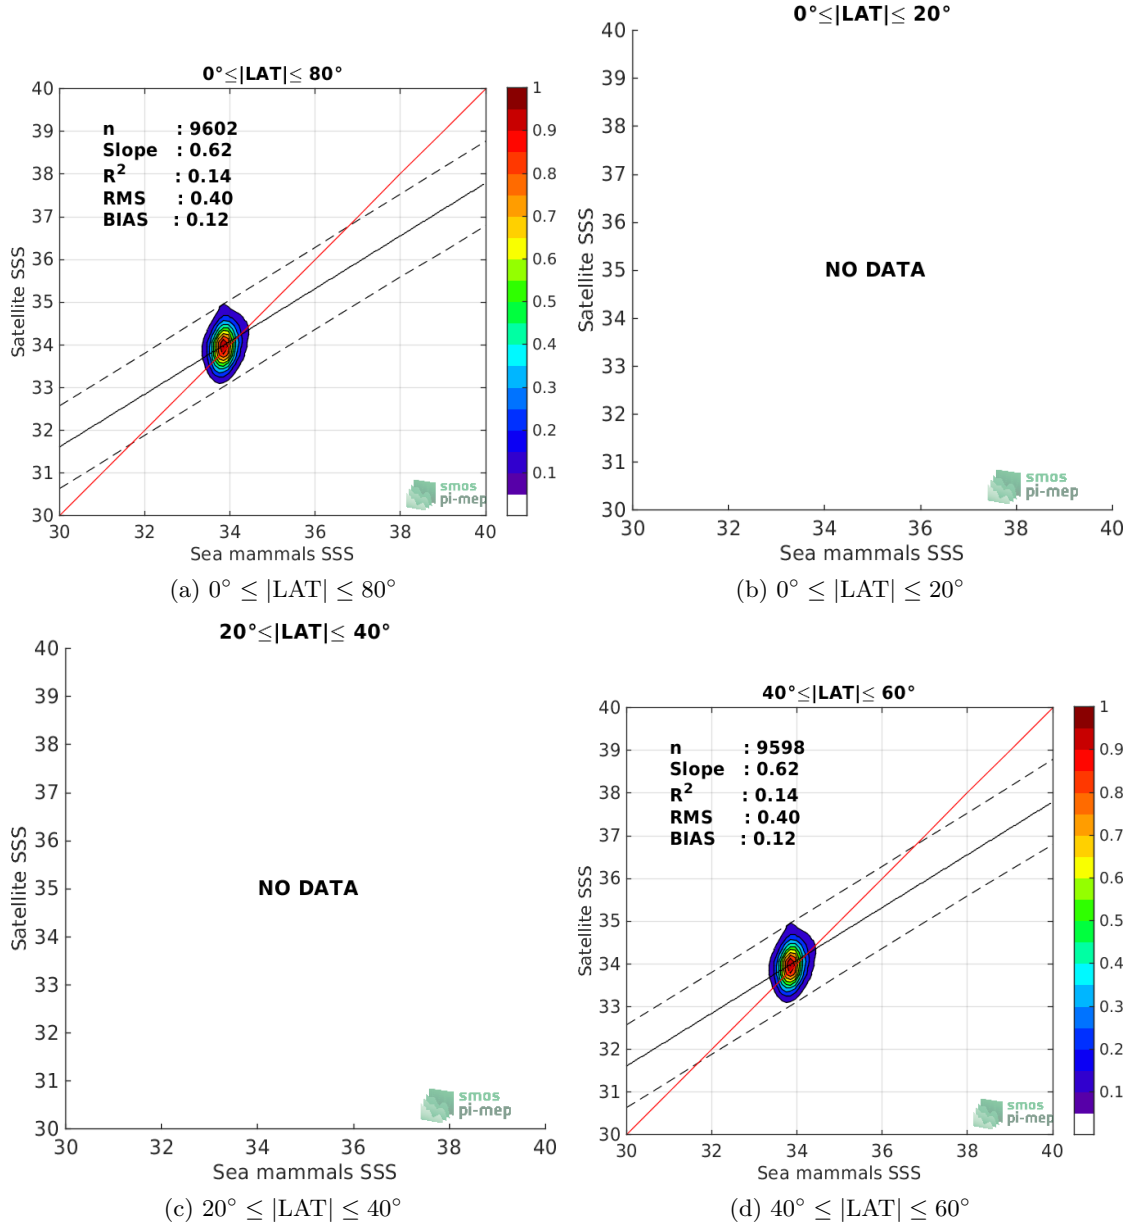 0°≤|LAT|≤ 80°
40
39
38
37
36
35
34
33
32
31
30
Satellite SSS
n : 9602
Slope : 0.62
R² : 0.14
RMS : 0.40
BIAS : 0.12
smos
pi-mep
30 32 34 36 38 40
Sea mammals SSS
1
0.9
0.8
0.7
0.6
0.5
0.4
0.3
0.2
0.1
(a) 0° ≤ |LAT| ≤ 80°
0°≤|LAT|≤ 20°
40
39
38
37
36
35
34
33
32
31
30
Satellite SSS
NO DATA
smos
pi-mep
30 32 34 36 38 40
Sea mammals SSS
(b) 0° ≤ |LAT| ≤ 20°
20°≤|LAT|≤ 40°
40
39
38
37
36
35
34
33
32
31
30
Satellite SSS
NO DATA
smos
pi-mep
30 32 34 36 38 40
Sea mammals SSS
(c) 20° ≤ |LAT| ≤ 40°
40°≤|LAT|≤ 60°
40
39
38
37
36
35
34
33
32
31
30
Satellite SSS
n : 9598
Slope : 0.62
R² : 0.14
RMS : 0.40
BIAS : 0.12
smos
pi-mep
30 32 34 36 38 40
Sea mammals SSS
1
0.9
0.8
0.7
0.6
0.5
0.4
0.3
0.2
0.1
(d) 40° ≤ |LAT| ≤ 60°